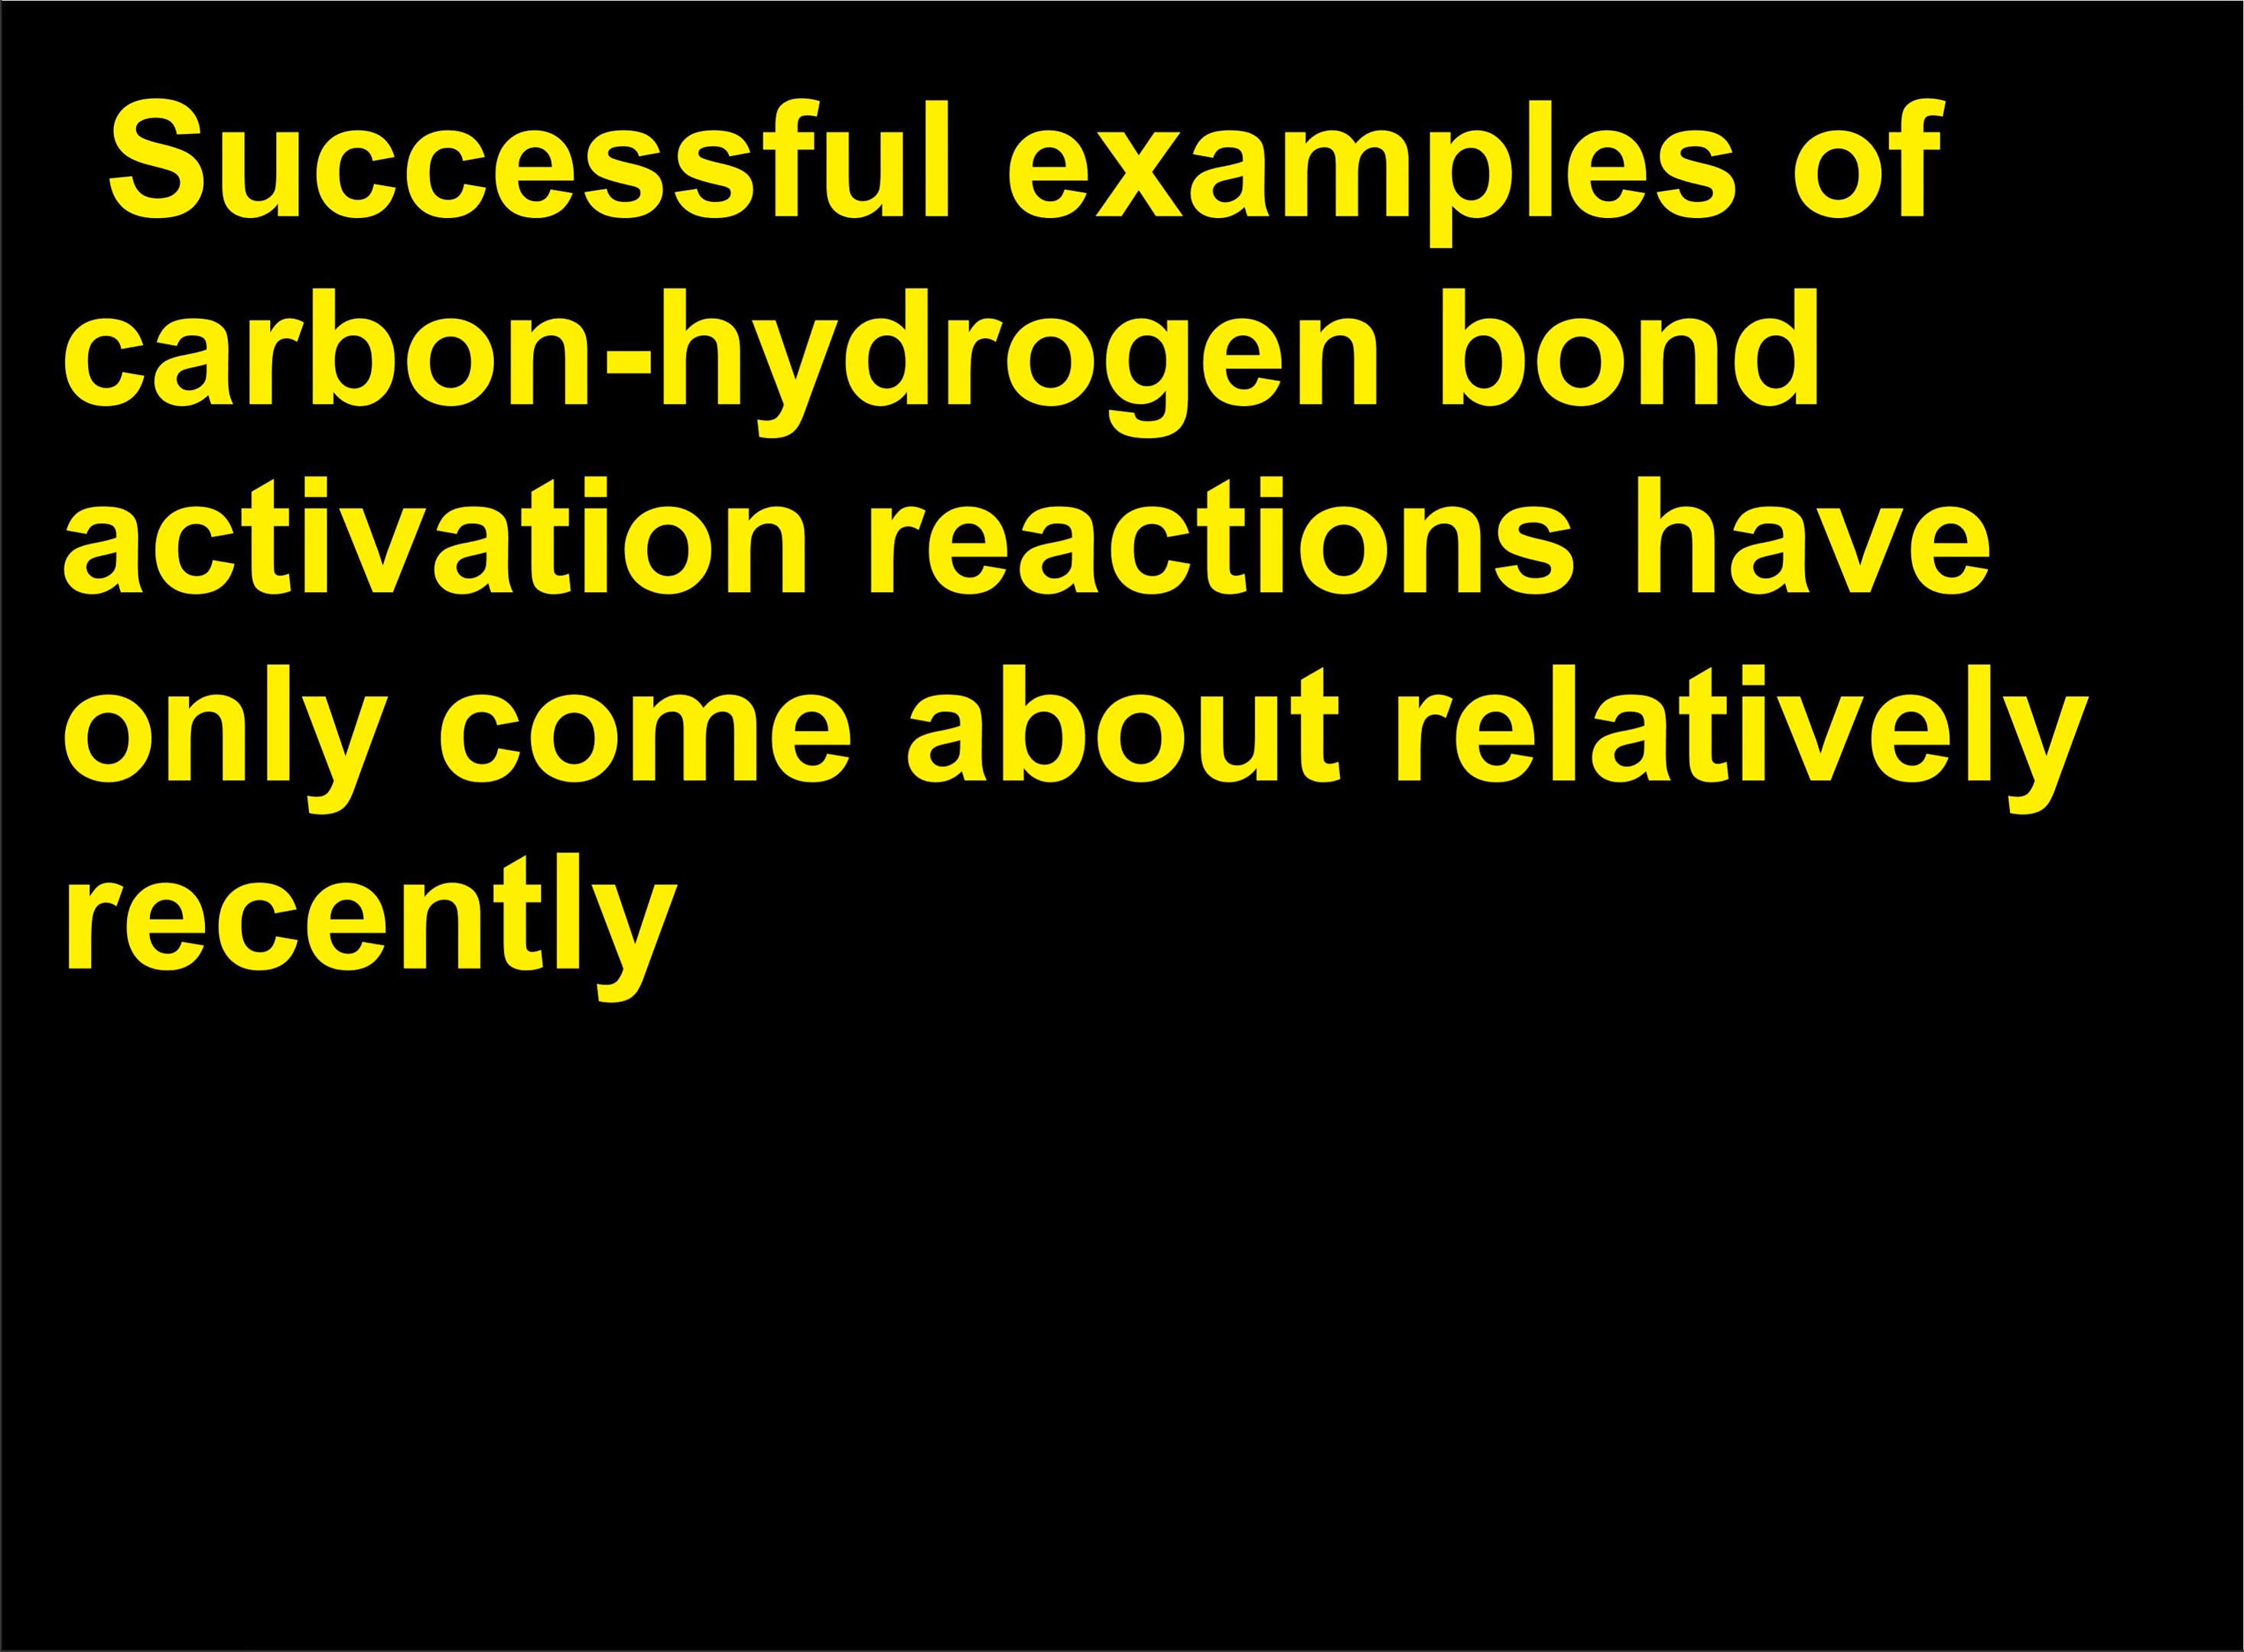 Successful examples of
carbon-hydrogen bond
activation reactions have
only come about relatively
recently